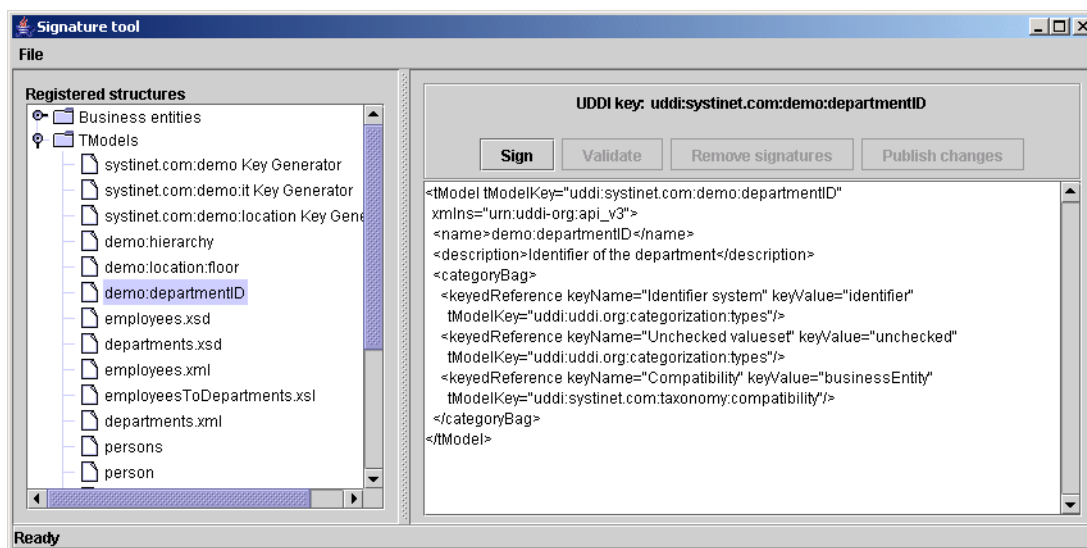 Signature tool
File
Registered structures
Business entities
TModels
systinet.com:demo Key Generator
systinet.com:demo:it Key Generator
systinet.com:demo:location Key Gene
demo:hierarchy
demo:location:floor
demo:departmentID
employees.xsd
departments.xsd
employees.xml
employeesToDepartments.xsl
departments.xml
persons
person
UDDI key: uddi:systinet.com:demo:departmentID
Sign Validate Remove signatures Publish changes
<tModel tModelKey="uddi:systinet.com:demo:departmentID"
xmlns="urn:uddi-org:api_v3">
<name>demo:departmentID</name>
<description>Identifier of the department</description>
<categoryBag>
<keyedReference keyName="Identifier system" keyValue="identifier"
tModelKey="uddi:uddi.org:categorization:types"/>
<keyedReference keyName="Unchecked valueset" keyValue="unchecked"
tModelKey="uddi:uddi.org:categorization:types"/>
<keyedReference keyName="Compatibility" keyValue="businessEntity"
tModelKey="uddi:systinet.com:taxonomy:compatibility"/>
</categoryBag>
</tModel>
Ready